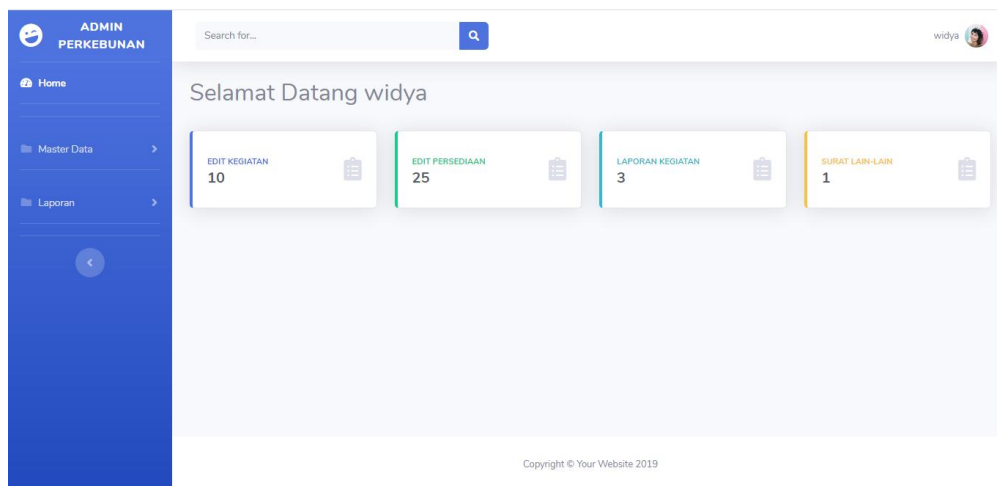 ADMIN
PERKEBUNAN
Search for...
widya
Home
Selamat Datang widya
Master Data
Laporan
EDIT KEGIATAN
10
EDIT PERSEDIAAN
25
LAPORAN KEGIATAN
3
SURAT LAIN-LAIN
1
Copyright © Your Website 2019